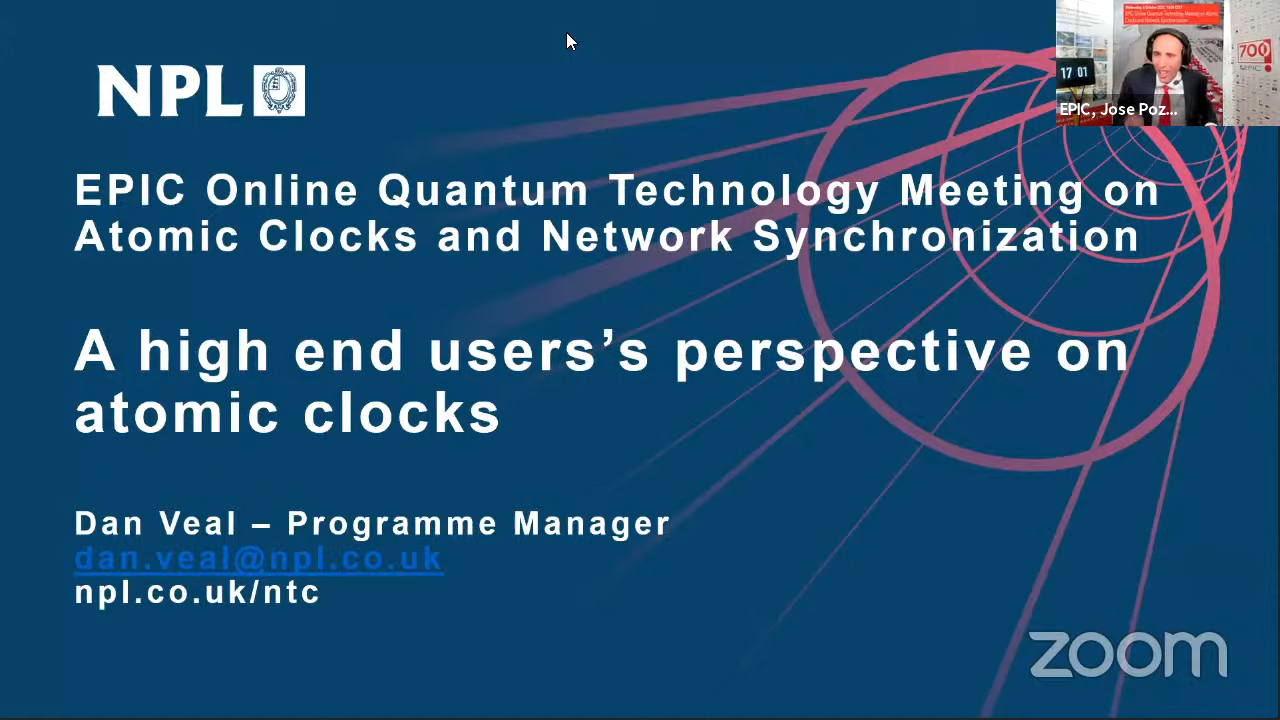 NPL
EPIC Online Quantum Technology Meeting on
Atomic Clocks and Network Synchronization
A high end users’s perspective on
atomic clocks
Dan Veal – Programme Manager
dan.veal@npl.co.uk
npl.co.uk/ntc
17 01
700
EPIC
EPIC, Jose Poz...
zoom